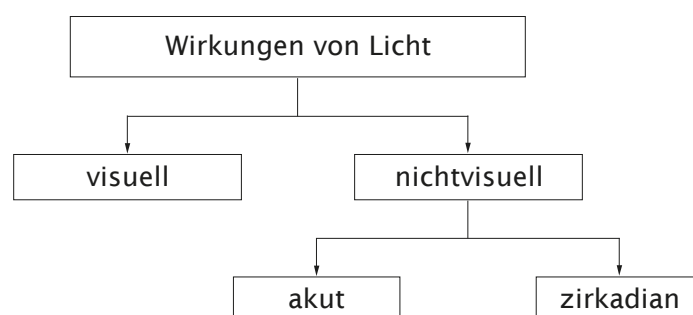 Wirkungen von Licht
visuell
nichtvisuell
akut
zirkadian